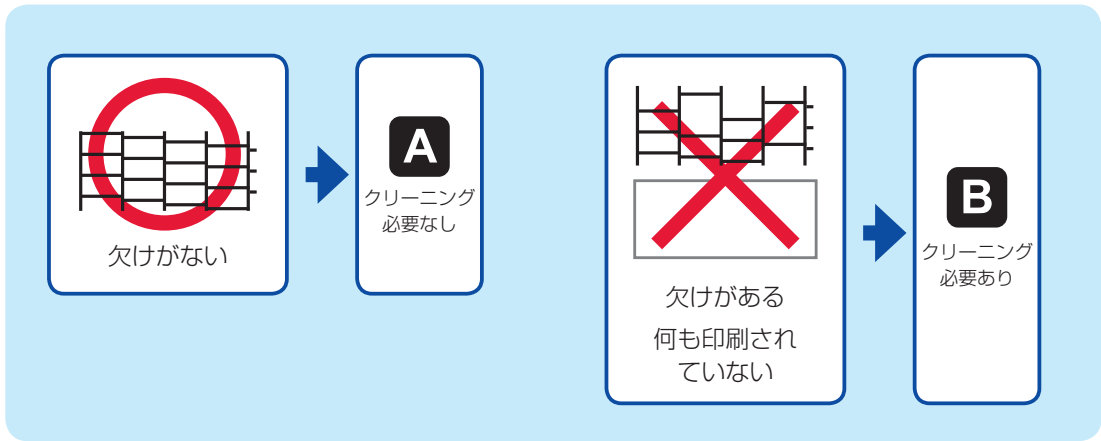 欠けがない
A
クリーニング
必要なし
欠けがある
何も印刷され
ていない
B
クリーニング
必要あり